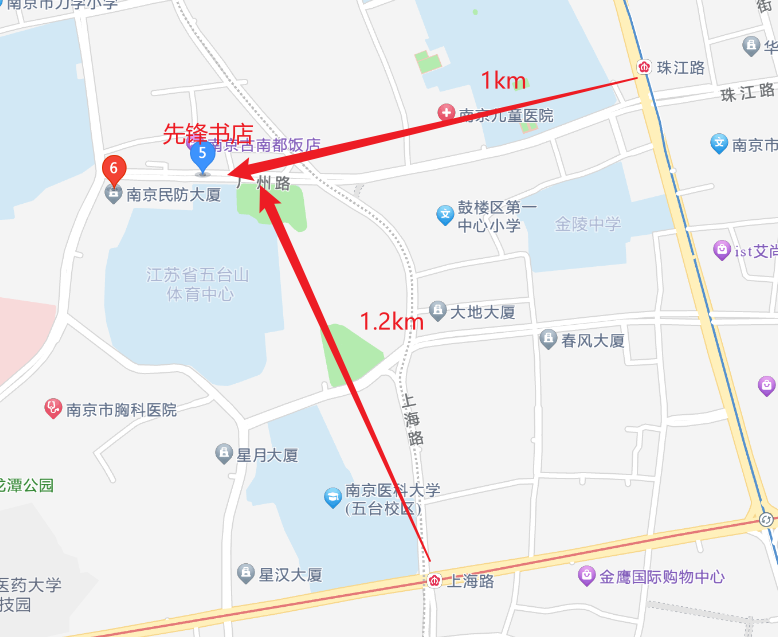 南京市力学小学
街
华
珠江路
1km
珠江路
南京儿童医院
先锋书店
南京古南都饭店
南京市
5
6
广州路
南京民防大厦
鼓楼区第一
中心小学
金陵中学
ist艾尚
江苏省五台山
体育中心
1.2km
大地大厦
春风大厦
上海路
南京市胸科医院
星月大厦
龙潭公园
南京医科大学
(五台校区)
星汉大厦
上海路
金鹰国际购物中心
医药大学
技园